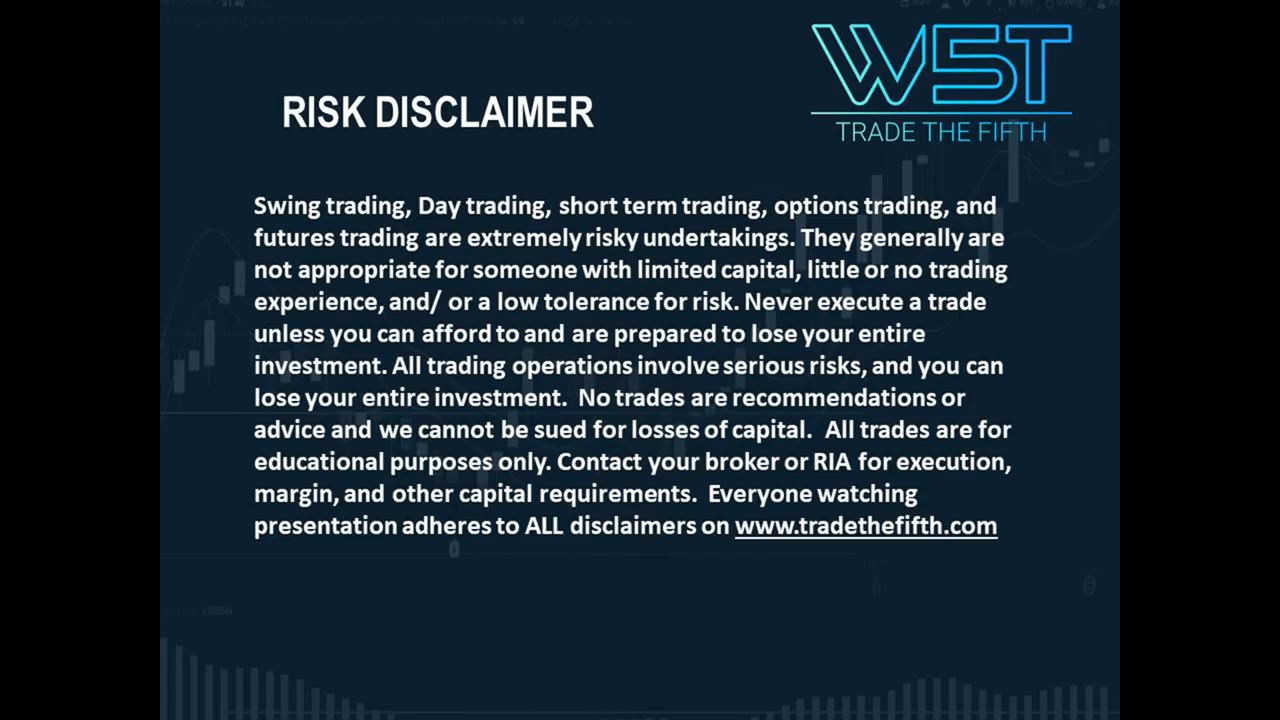 W5T
TRADE THE FIFTH
RISK DISCLAIMER
Swing trading, Day trading, short term trading, options trading, and
futures trading are extremely risky undertakings. They generally are
not appropriate for someone with limited capital, little or no trading
experience, and/ or a low tolerance for risk. Never execute a trade
unless you can afford to and are prepared to lose your entire
investment. All trading operations involve serious risks, and you can
lose your entire investment.  No trades are recommendations or
advice and we cannot be sued for losses of capital.  All trades are for
educational purposes only. Contact your broker or RIA for execution,
margin, and other capital requirements.  Everyone watching
presentation adheres to ALL disclaimers on www.tradethefifth.com